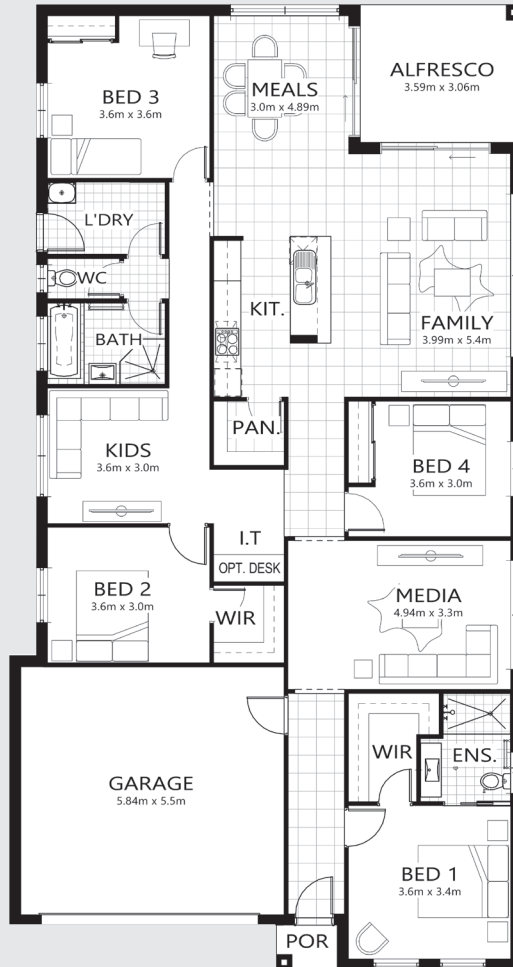 BED 3
3.6m x 3.6m
MEALS
3.0m x 4.89m
ALFRESCO
3.59m x 3.06m
L'DRY
WC
BATH
KIT.
FAMILY
3.99m x 5.4m
PAN.
KIDS
3.6m x 3.0m
BED 4
3.6m x 3.0m
I.T
OPT. DESK
BED 2
3.6m x 3.0m
WIR
MEDIA
4.94m x 3.3m
WIR
ENS.
GARAGE
5.84m x 5.5m
BED 1
3.6m x 3.4m
POR